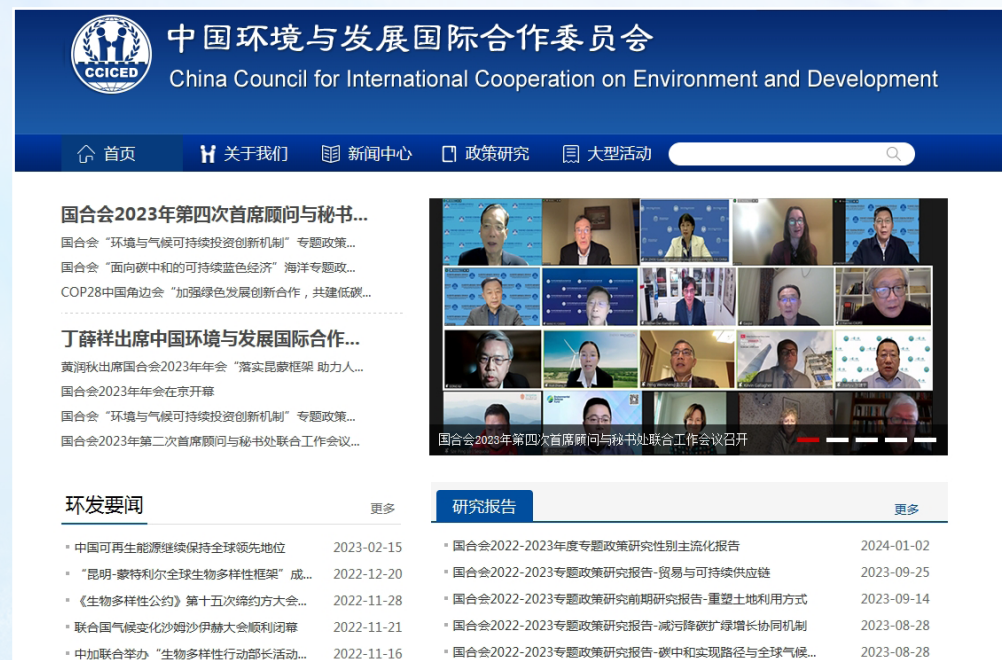 中国环境与发展国际合作委员会
CCICED
China Council for International Cooperation on Environment and Development
首页 关于我们 新闻中心 政策研究 大型活动
国合会2023年第四次首席顾问与秘书...
国合会“环境与气候可持续投资创新机制”专题政策...
国合会“面向碳中和的可持续蓝色经济”海洋专题政...
COP28中国角边会“加强绿色发展创新合作，共建低碳...
丁薛祥出席中国环境与发展国际合作...
黄润秋出席国合会2023年年会“落实昆蒙框架 助力人...
国合会2023年年会在京开幕
国合会“环境与气候可持续投资创新机制”专题政策...
国合会2023年第二次首席顾问与秘书处联合工作会议...
国合会2023年第四次首席顾问与秘书处联合工作会议召开
环发要闻 更多
中国可再生能源继续保持全球领先地位 2023-02-15
“昆明-蒙特利尔全球生物多样性框架”成... 2022-12-20
《生物多样性公约》第十五次缔约方大会... 2022-11-28
联合国气候变化沙姆沙伊赫大会顺利闭幕 2022-11-21
中加联合举办“生物多样性行动部长活动... 2022-11-16
研究报告 更多
国合会2022-2023年度专题政策研究性别主流化报告 2024-01-02
国合会2022-2023专题政策研究报告-贸易与可持续供应链 2023-09-25
国合会2022-2023专题政策研究前期研究报告-重塑土地利用方式 2023-09-14
国合会2022-2023专题政策研究报告-减污降碳扩绿增长协同机制 2023-08-28
国合会2022-2023专题政策研究报告-碳中和实现路径与全球气候... 2023-08-28